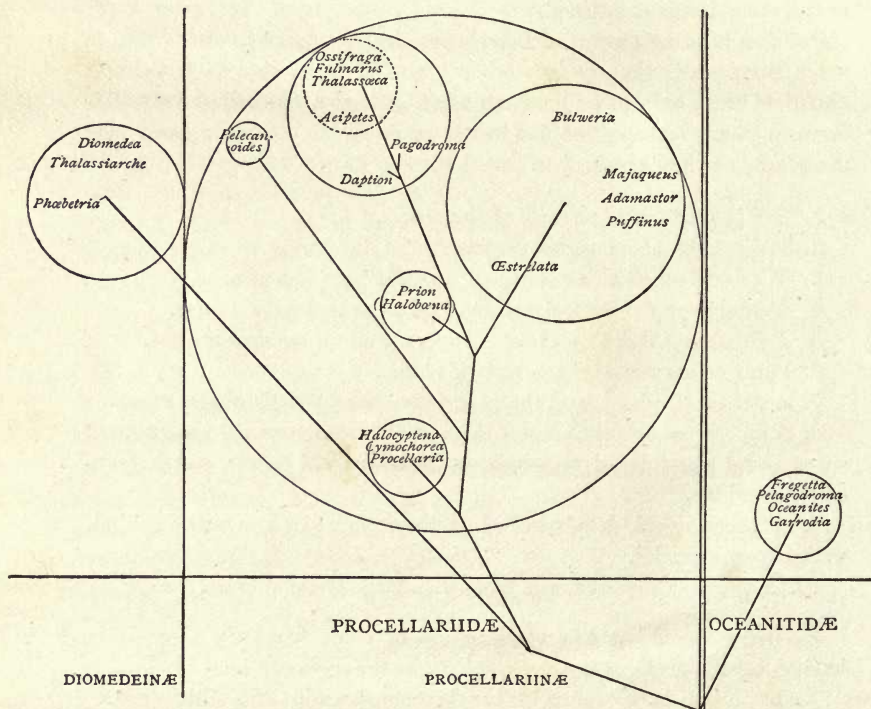 Ossifraga
Fulmarus
Thalassœca
Aeipetes
Pagodroma
Daption
Pelecan-
oides
Bulweria
Majaqueus
Adamastor
Puffinus
Œstrelata
Diomedea
Thalassiarche
Phœbetria
Prion
(Halobœna)
Halocyptena
Cymochorea
Procellaria
Fregetta
Pelagodroma
Oceanites
Garrodia
PROCELLARIIDÆ
OCEANITIDÆ
DIOMEDEINÆ
PROCELLARIINÆ